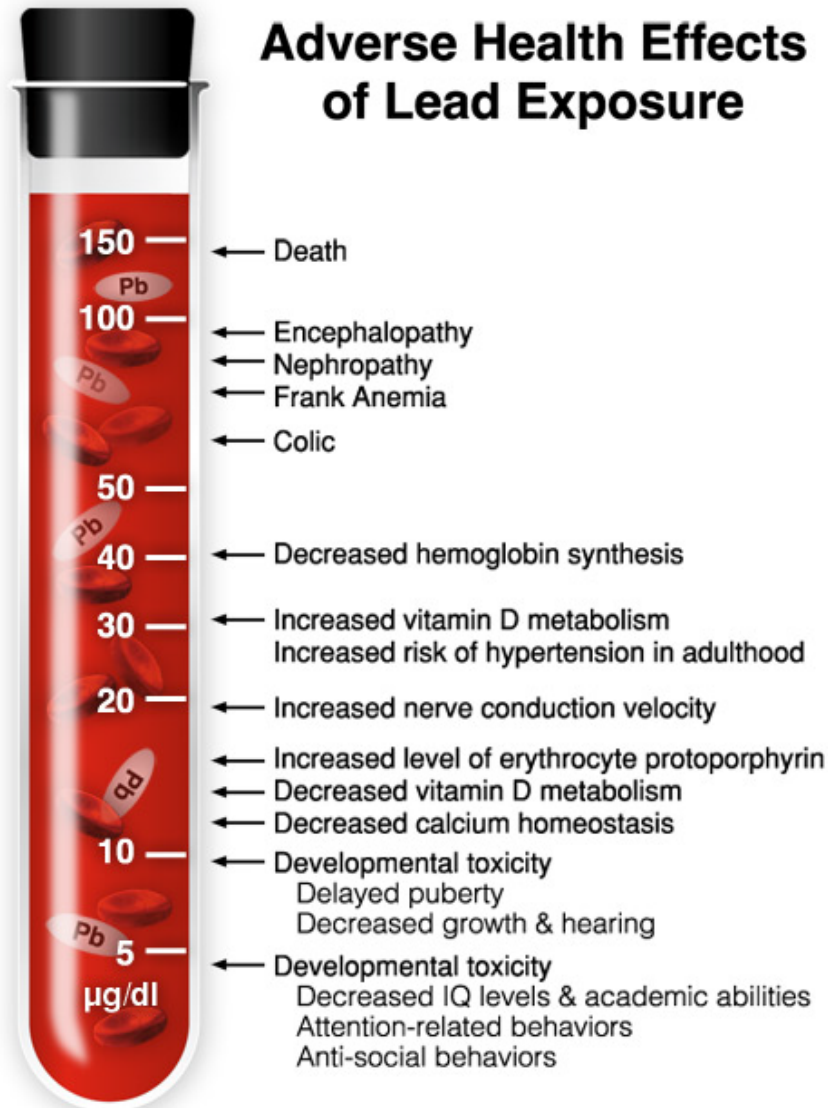 Adverse Health Effects
of Lead Exposure
150
Death
Pb
100
Encephalopathy
Nephropathy
Pb
Frank Anemia
Colic
50
Pb
40
Decreased hemoglobin synthesis
30
Increased vitamin D metabolism
Increased risk of hypertension in adulthood
20
Increased nerve conduction velocity
Increased level of erythrocyte protoporphyrin
Pb
Decreased vitamin D metabolism
Decreased calcium homeostasis
10
Developmental toxicity
Delayed puberty
Decreased growth & hearing
Pb
5
Developmental toxicity
µg/dl
Decreased IQ levels & academic abilities
Attention-related behaviors
Anti-social behaviors